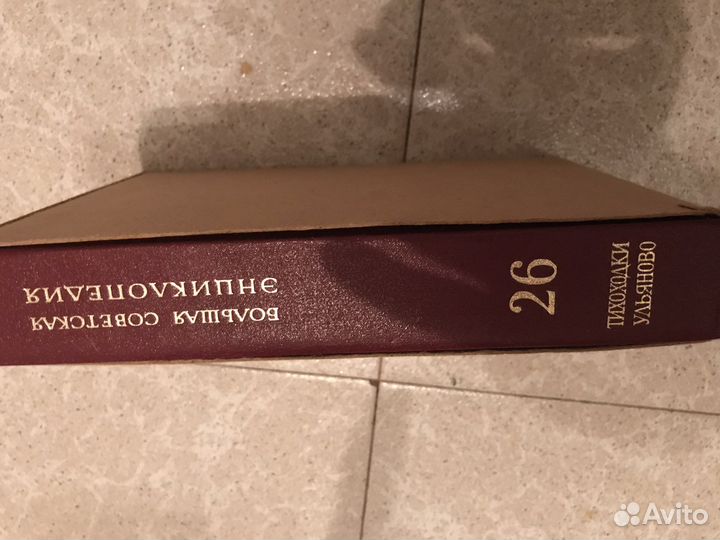 БОЛЬШАЯ СОВЕТСКАЯ
ЭНЦИКЛОПЕДИЯ
26
ТИХОХОДКИ
УЛЬЯНОВО
Avito